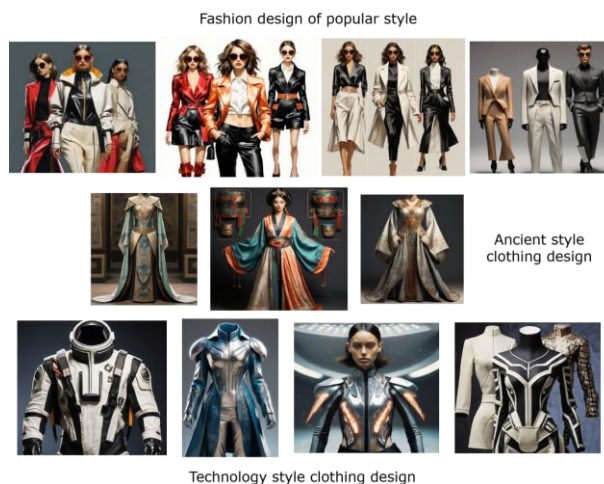 Fashion design of popular style
Ancient style
clothing design
Technology style clothing design